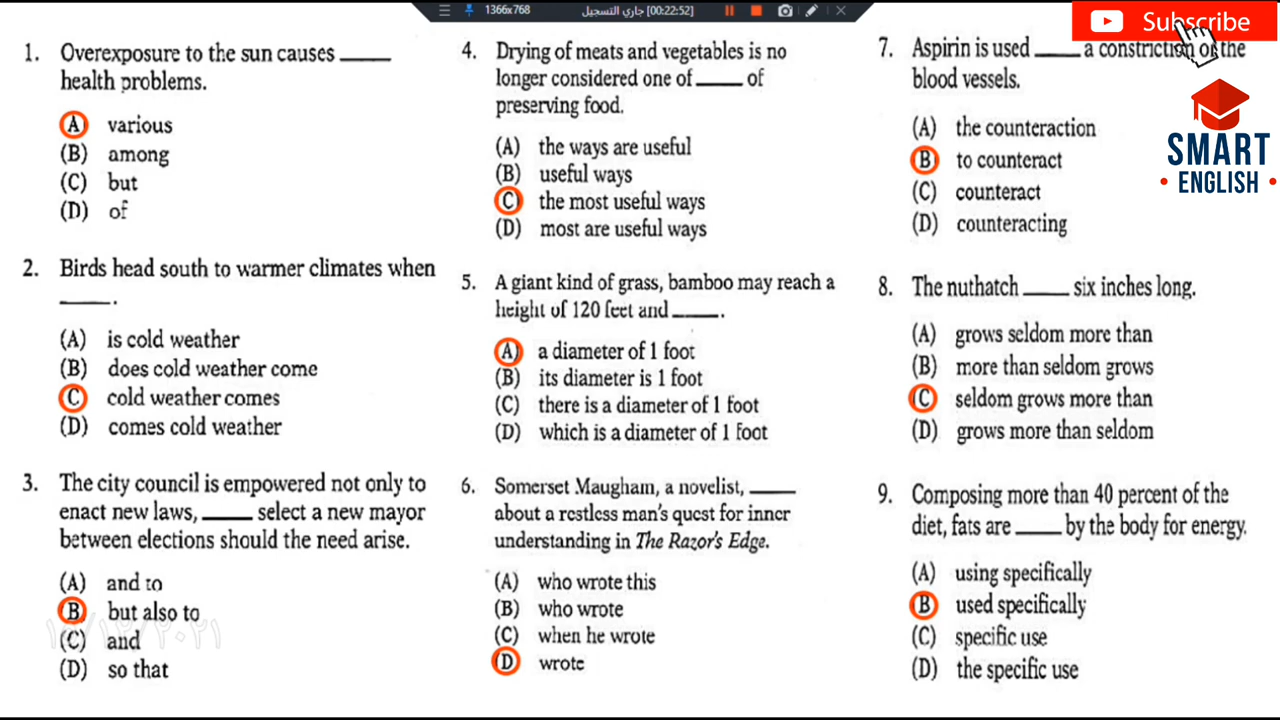 1366x768
جاري التسجيل [00:22:52]
Subscribe
SMART
• ENGLISH •
1. Overexposure to the sun causes ____
health problems.
(A) various
(B) among
(C) but
(D) of
2. Birds head south to warmer climates when
____.
(A) is cold weather
(B) does cold weather come
(C) cold weather comes
(D) comes cold weather
3. The city council is empowered not only to
enact new laws, ____ select a new mayor
between elections should the need arise.
(A) and to
(B) but also to
(C) and
(D) so that
4. Drying of meats and vegetables is no
longer considered one of ____ of
preserving food.
(A) the ways are useful
(B) useful ways
(C) the most useful ways
(D) most are useful ways
5. A giant kind of grass, bamboo may reach a
height of 120 feet and ____.
(A) a diameter of 1 foot
(B) its diameter is 1 foot
(C) there is a diameter of 1 foot
(D) which is a diameter of 1 foot
6. Somerset Maugham, a novelist, ____
about a restless man's quest for inner
understanding in The Razor's Edge.
(A) who wrote this
(B) who wrote
(C) when he wrote
(D) wrote
7. Aspirin is used ____ a constriction of the
blood vessels.
(A) the counteraction
(B) to counteract
(C) counteract
(D) counteracting
8. The nuthatch ____ six inches long.
(A) grows seldom more than
(B) more than seldom grows
(C) seldom grows more than
(D) grows more than seldom
9. Composing more than 40 percent of the
diet, fats are ____ by the body for energy.
(A) using specifically
(B) used specifically
(C) specific use
(D) the specific use